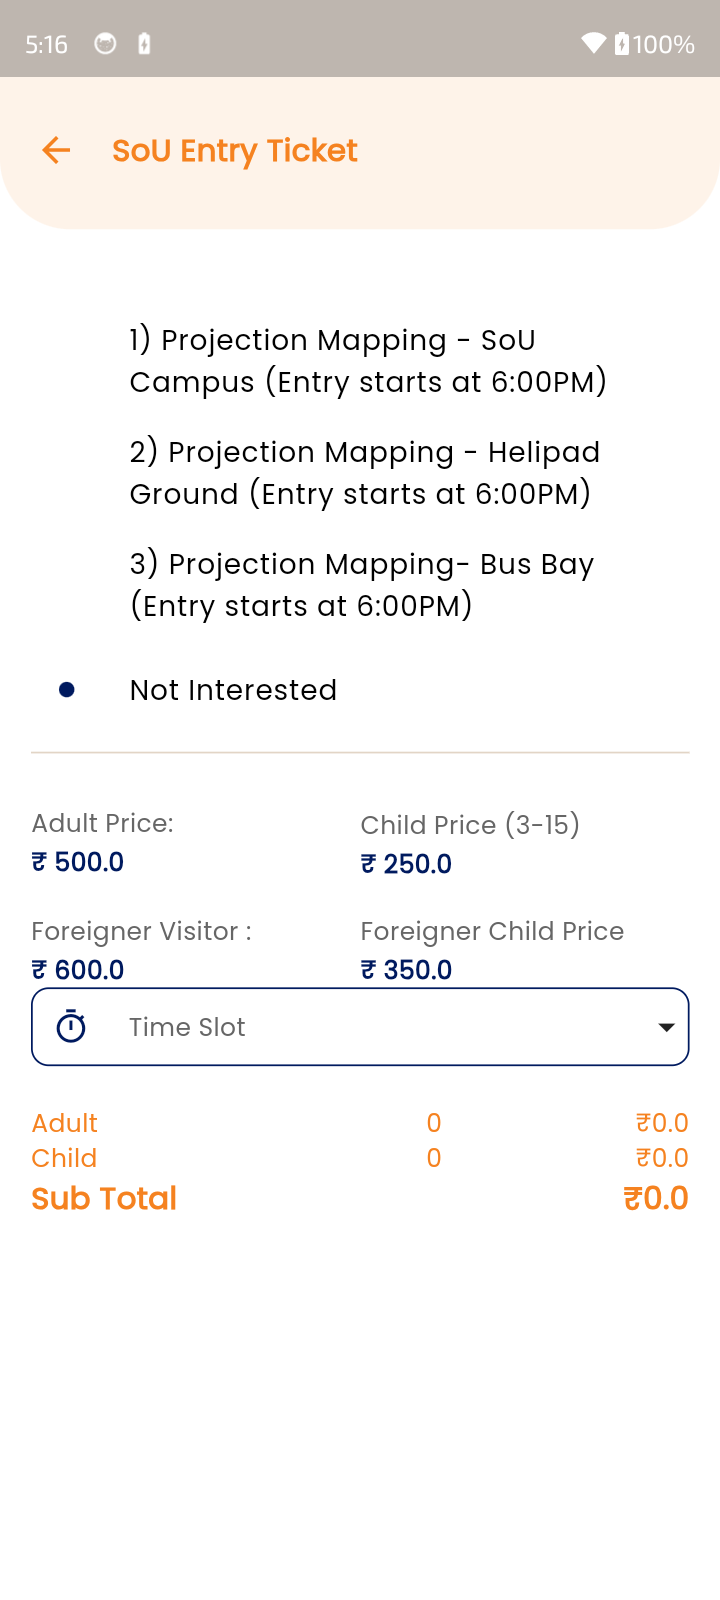 5:16
100%
SoU Entry Ticket
1) Projection Mapping - SoU
Campus (Entry starts at 6:00PM)
2) Projection Mapping - Helipad
Ground (Entry starts at 6:00PM)
3) Projection Mapping- Bus Bay
(Entry starts at 6:00PM)
Not Interested
Adult Price:
₹ 500.0
Child Price (3-15)
₹ 250.0
Foreigner Visitor :
₹ 600.0
Foreigner Child Price
₹ 350.0
Time Slot
Adult 0 ₹0.0
Child 0 ₹0.0
Sub Total ₹0.0